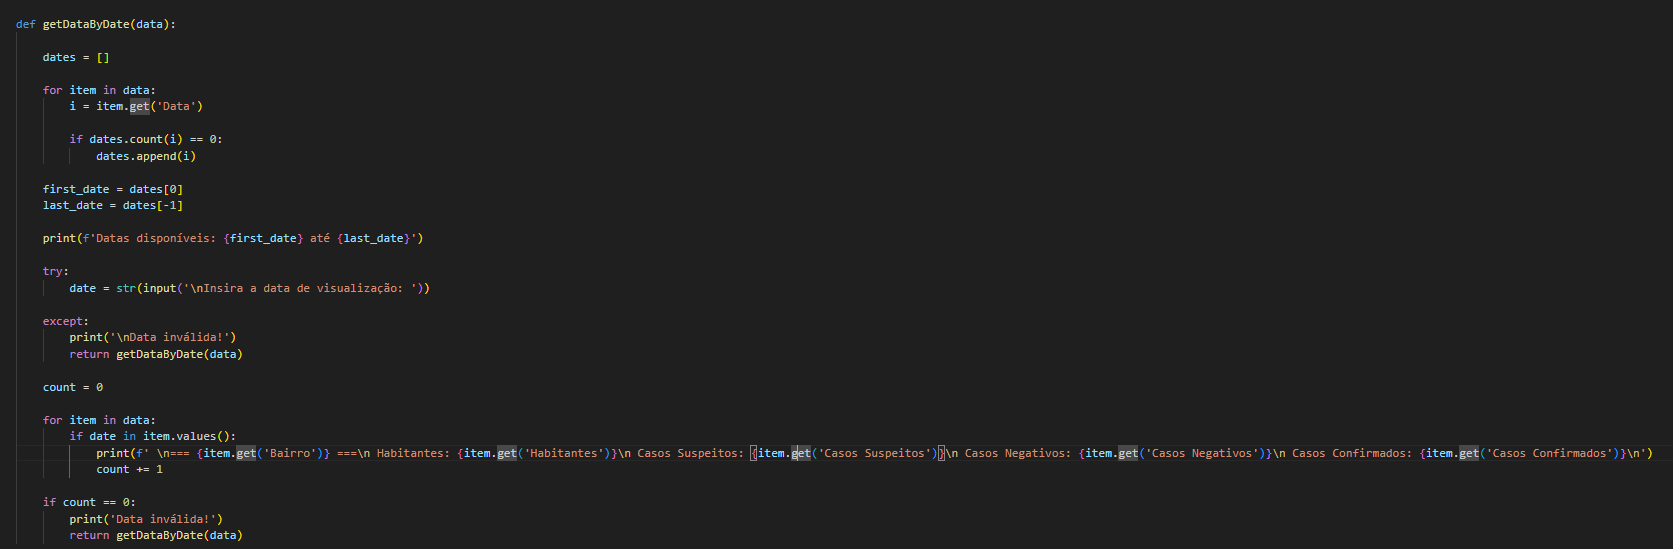 def getDataByDate(data):
dates = []
for item in data:
i = item.get('Data')
if dates.count(i) == 0:
dates.append(i)
first_date = dates[0]
last_date = dates[-1]
print(f'Datas disponíveis: {first_date} até {last_date}')
try:
date = str(input('\nInsira a data de visualização: '))
except:
print('\nData inválida!')
return getDataByDate(data)
count = 0
for item in data:
if date in item.values():
print(f' \n=== {item.get('Bairro')} ===\n Habitantes: {item.get('Habitantes')}\n Casos Suspeitos: {item.get('Casos Suspeitos')}\n Casos Negativos: {item.get('Casos Negativos')}\n Casos Confirmados: {item.get('Casos Confirmados')}\n')
count += 1
if count == 0:
print('Data inválida!')
return getDataByDate(data)